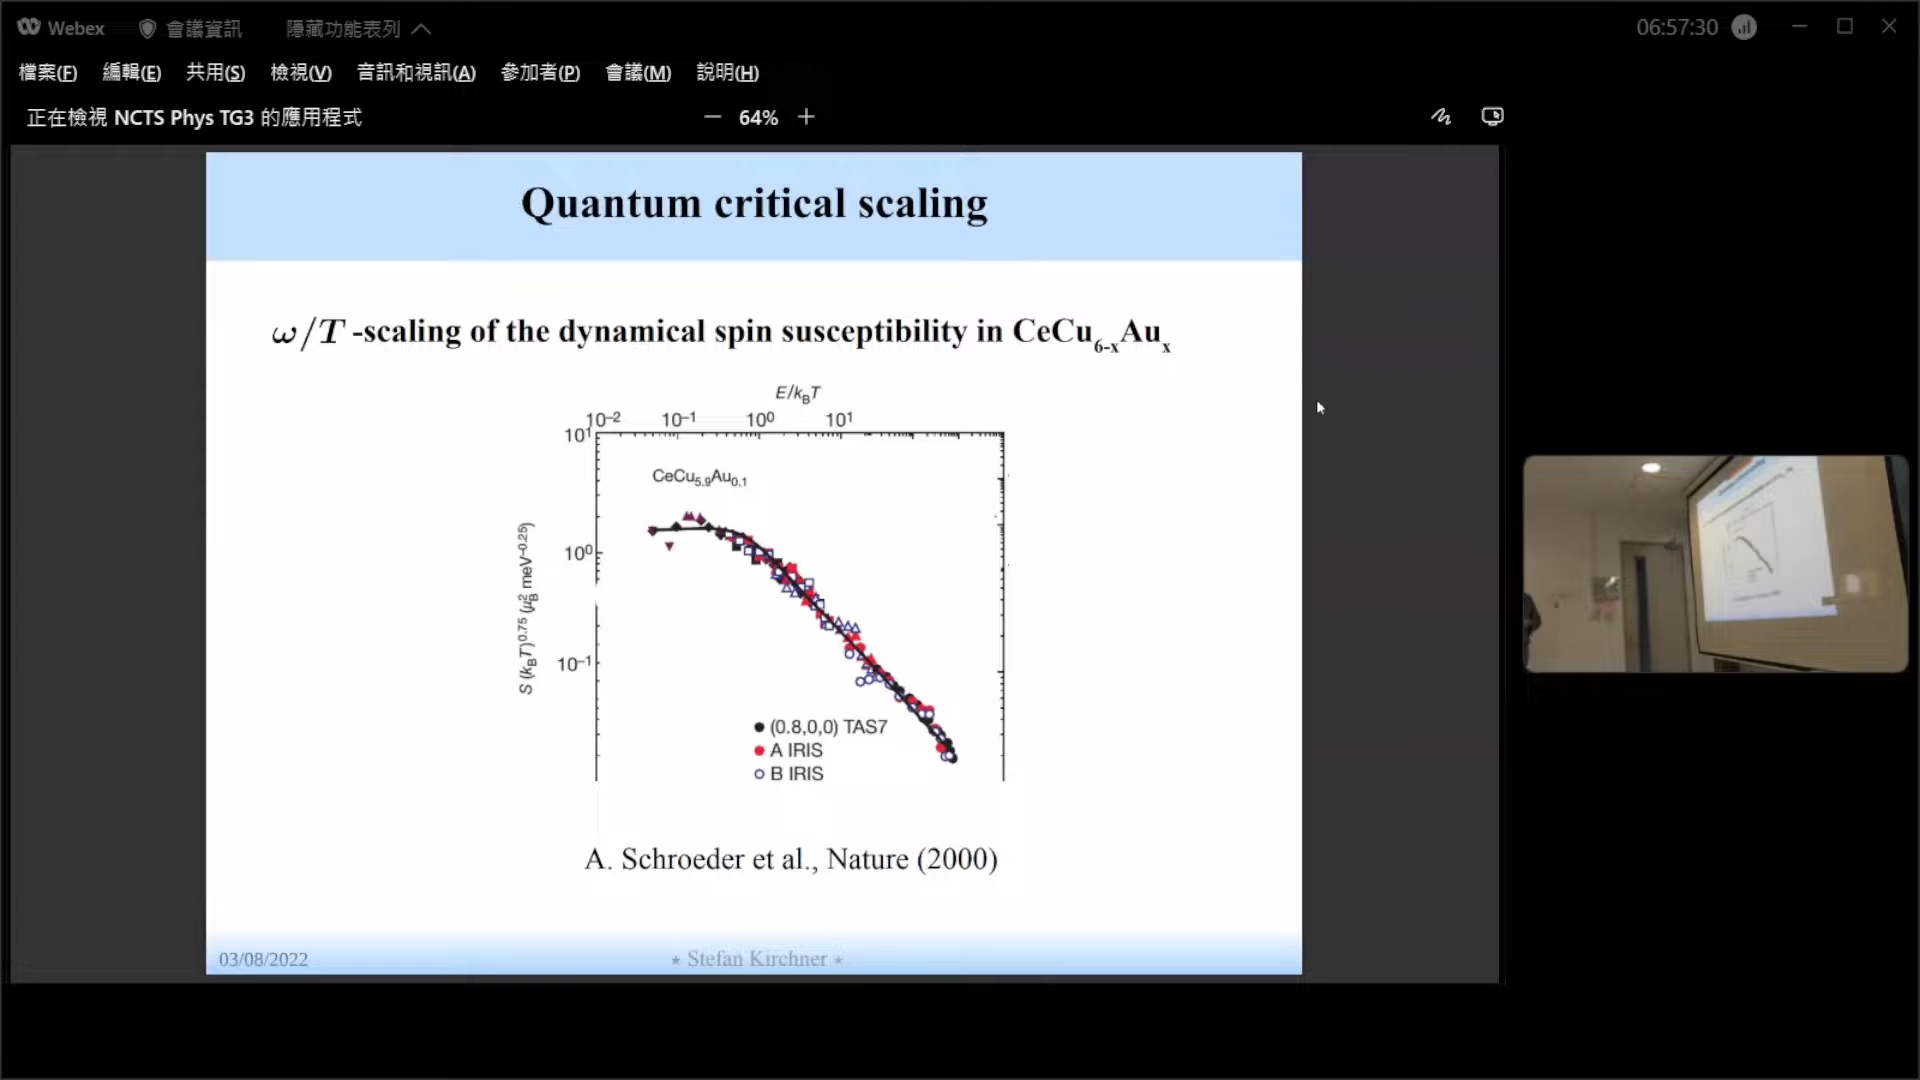 Webex 會議資訊 隱藏功能表列 06:57:30
檔案(F) 編輯(E) 共用(S) 檢視(V) 音訊和視訊(A) 參加者(P) 會議(M) 說明(H)
正在檢視 NCTS Phys TG3 的應用程式 — 64% +
Quantum critical scaling
ω/T -scaling of the dynamical spin susceptibility in CeCu6-xAux
E/kBT
10–2 10–1 100 101
101
CeCu5.9Au0.1
100
10–1
S (kBT)0.75 (μB2 meV–0.25)
(0.8,0,0) TAS7
A IRIS
B IRIS
A. Schroeder et al., Nature (2000)
03/08/2022 ⋆ Stefan Kirchner ⋆